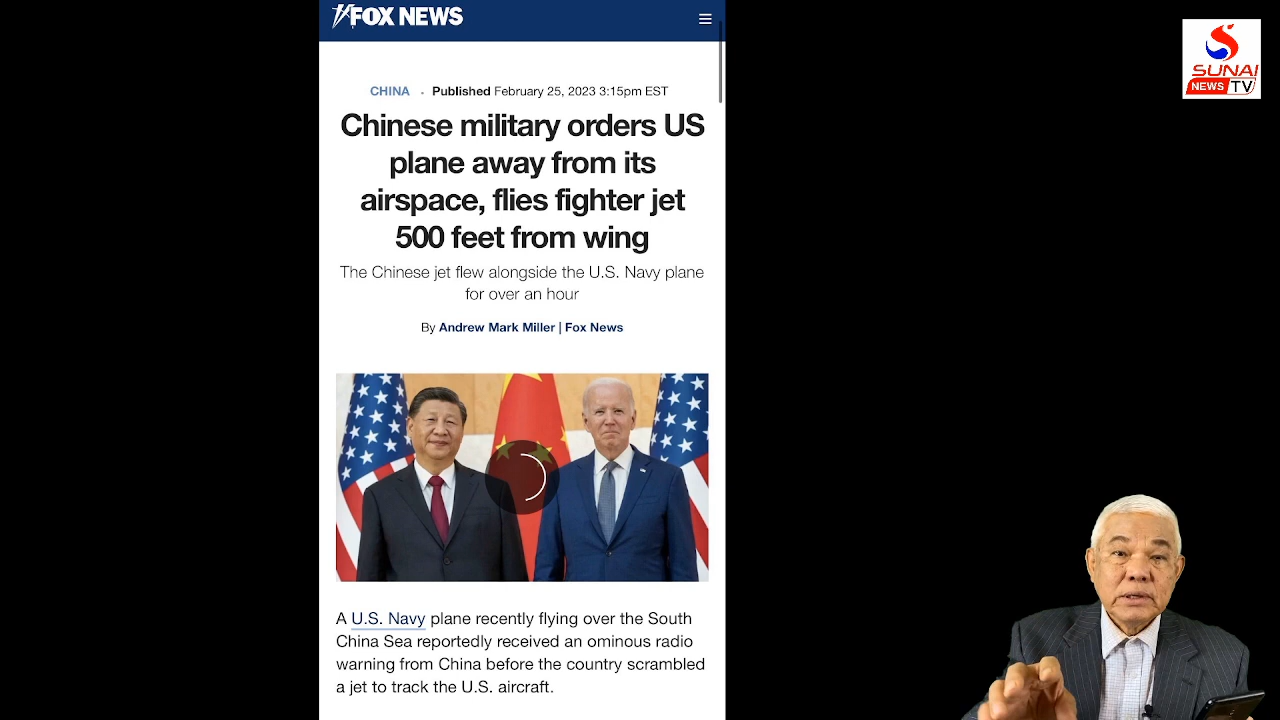 FOX NEWS
CHINA · Published February 25, 2023 3:15pm EST
Chinese military orders US
plane away from its
airspace, flies fighter jet
500 feet from wing
The Chinese jet flew alongside the U.S. Navy plane
for over an hour
By Andrew Mark Miller | Fox News
A U.S. Navy plane recently flying over the South
China Sea reportedly received an ominous radio
warning from China before the country scrambled
a jet to track the U.S. aircraft.
SUNAI
NEWS TV